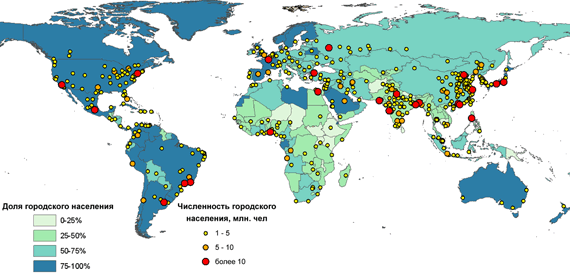 Доля городского населения
0-25%
25-50%
50-75%
75-100%
Численность городского
населения, млн. чел
1 - 5
5 - 10
более 10